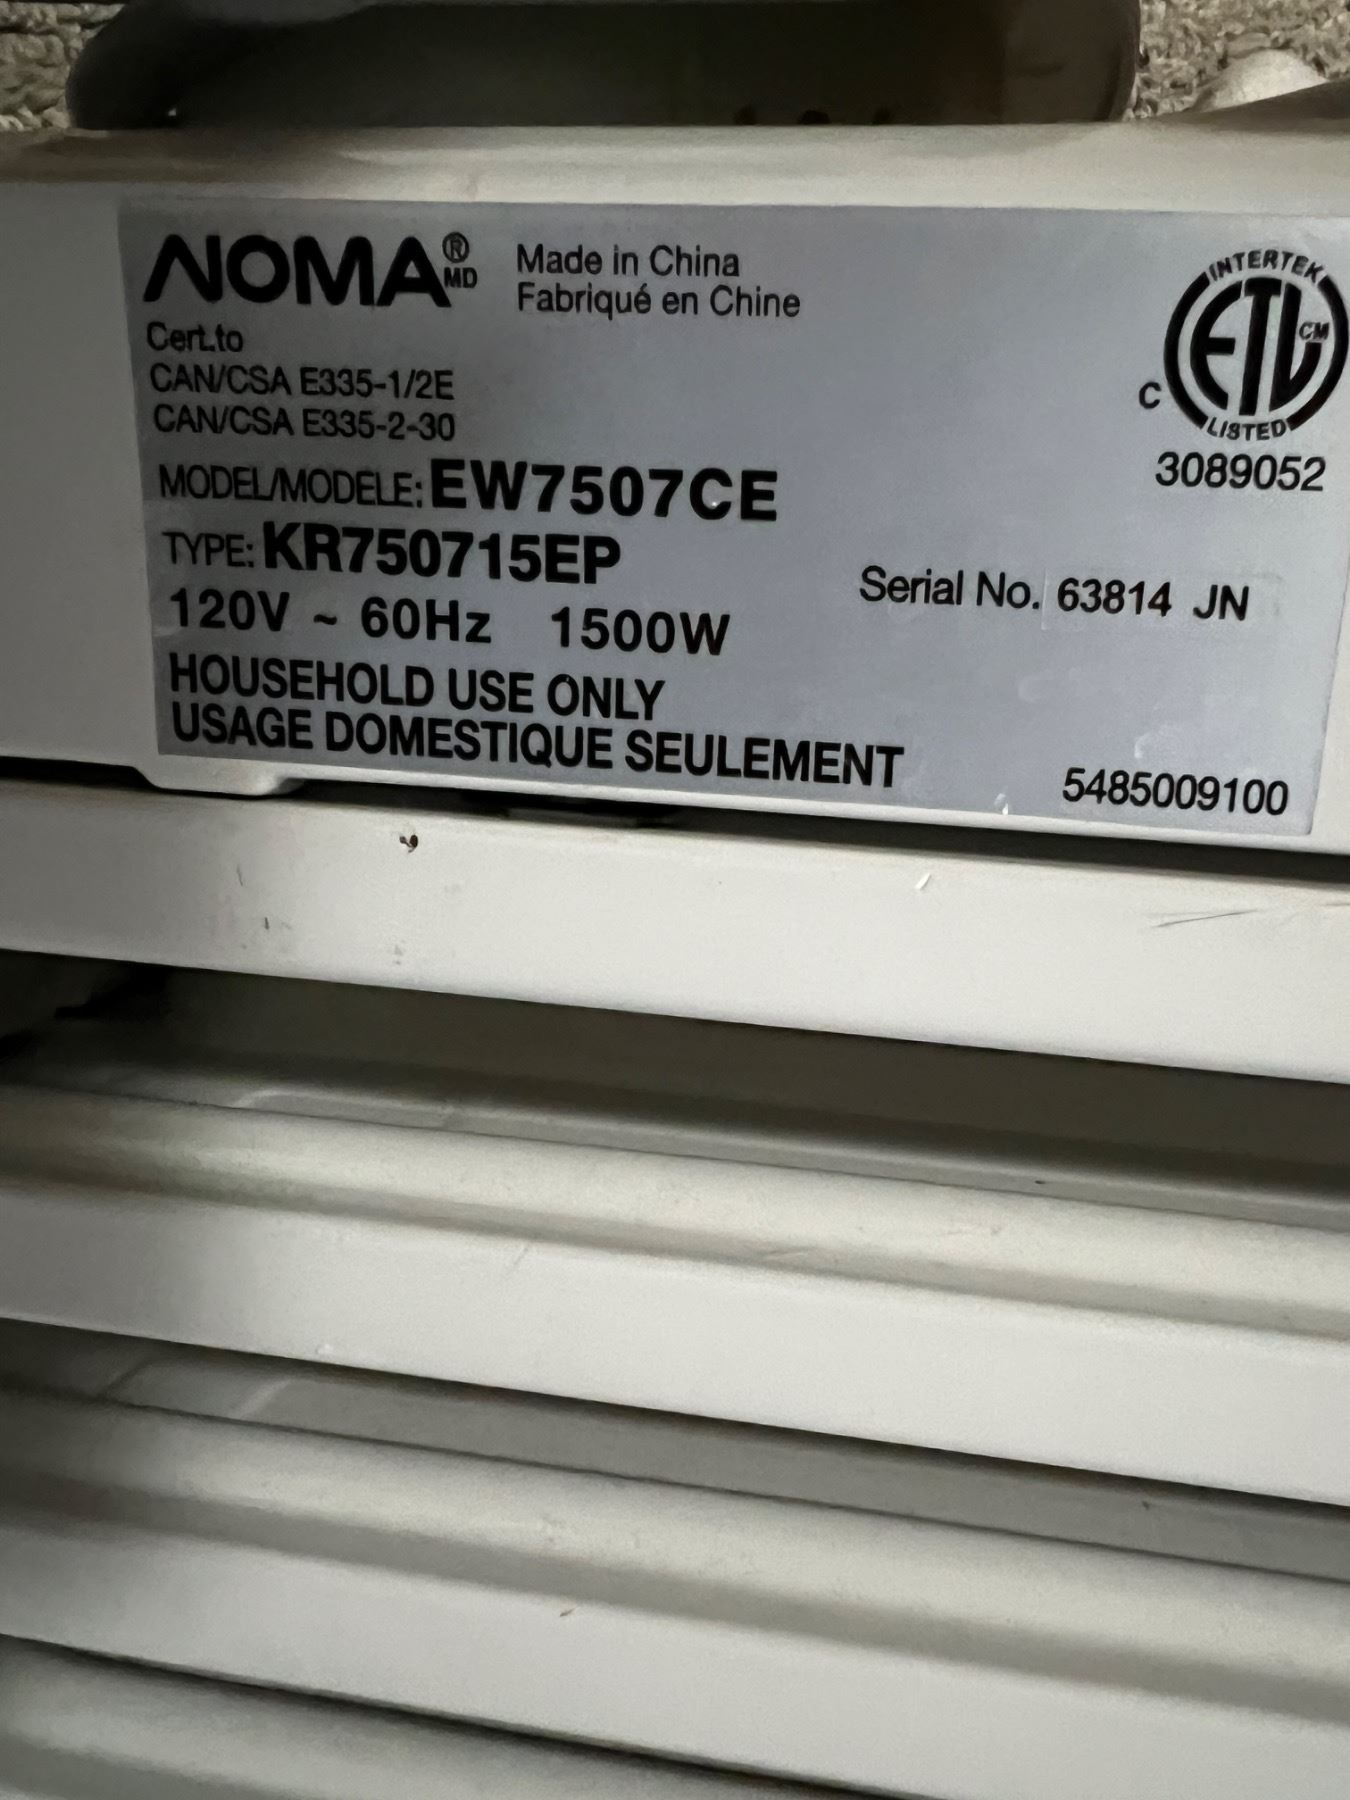 NOMA® MD
Made in China
Fabriqué en Chine
Cert.to
CAN/CSA E335-1/2E
CAN/CSA E335-2-30
MODEL/MODELE: EW7507CE
TYPE: KR750715EP
120V ~ 60Hz 1500W
HOUSEHOLD USE ONLY
USAGE DOMESTIQUE SEULEMENT
INTERTEK
C ETL CM
LISTED
3089052
Serial No. 63814 JN
5485009100